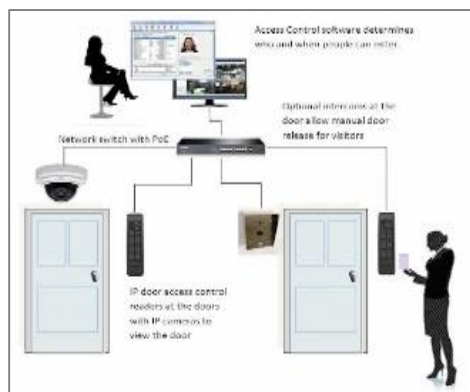 Access Control software determines
who and when people can enter
Optional intercoms at the
door allow manual door
release for visitors
Network switch with PoE
IP door access control
readers at the doors
with IP cameras to
view the door